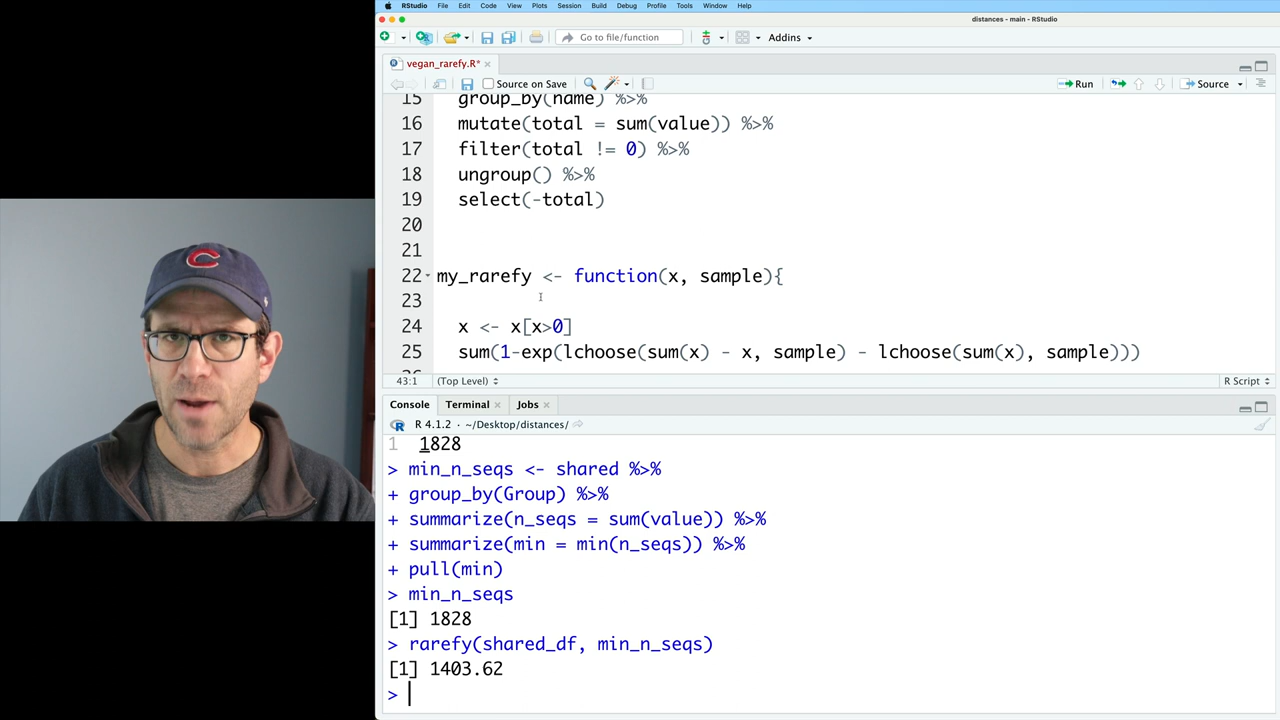 RStudio File Edit Code View Plots Session Build Debug Profile Tools Window Help
distances - main - RStudio
Go to file/function Addins
vegan_rarefy.R*
Source on Save Run Source
15 group_by(name) %>%
16 mutate(total = sum(value)) %>%
17 filter(total != 0) %>%
18 ungroup() %>%
19 select(-total)
20
21
22 my_rarefy <- function(x, sample){
23
24 x <- x[x>0]
25 sum(1-exp(lchoose(sum(x) - x, sample) - lchoose(sum(x), sample)))
43:1 (Top Level) R Script
Console Terminal Jobs
R 4.1.2 · ~/Desktop/distances/
1 1828
> min_n_seqs <- shared %>%
+ group_by(Group) %>%
+ summarize(n_seqs = sum(value)) %>%
+ summarize(min = min(n_seqs)) %>%
+ pull(min)
> min_n_seqs
[1] 1828
> rarefy(shared_df, min_n_seqs)
[1] 1403.62
>
C